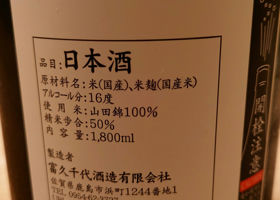 品目:日本酒
原材料名:米(国産)、米麹(国産米)
アルコール分:16度
使用米:山田錦100%
精米歩合:50%
内容量:1,800ml
製造者
富久千代酒造有限会社
佐賀県鹿島市浜町1244番地1
開栓注意